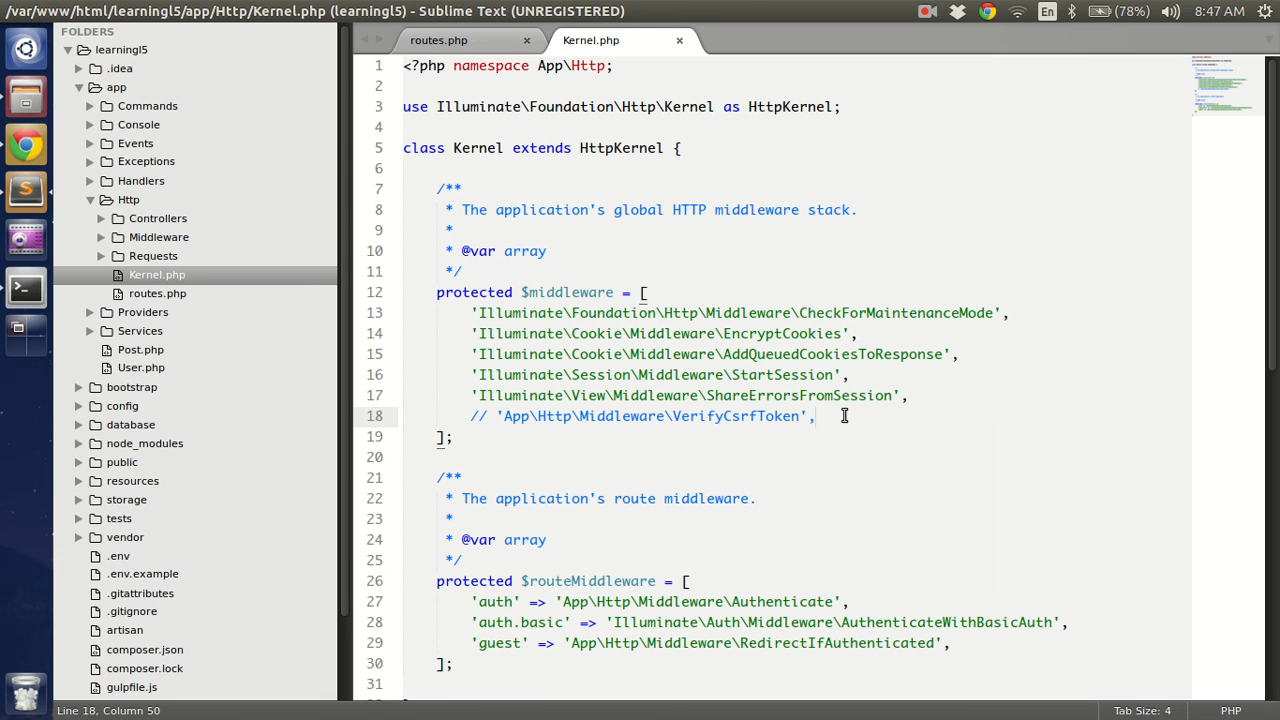 /var/www/html/learningl5/app/Http/Kernel.php (learningl5) - Sublime Text (UNREGISTERED)
En
(78%)
8:47 AM
FOLDERS
learningl5
.idea
app
Commands
Console
Events
Exceptions
Handlers
Http
Controllers
Middleware
Requests
Kernel.php
routes.php
Providers
Services
Post.php
User.php
bootstrap
config
database
node_modules
public
resources
storage
tests
vendor
.env
.env.example
.gitattributes
.gitignore
artisan
composer.json
composer.lock
gulpfile.js
routes.php ×
Kernel.php ×
1 <?php namespace App\Http;
2
3 use Illuminate\Foundation\Http\Kernel as HttpKernel;
4
5 class Kernel extends HttpKernel {
6
7 /**
8 * The application's global HTTP middleware stack.
9 *
10 * @var array
11 */
12 protected $middleware = [
13 'Illuminate\Foundation\Http\Middleware\CheckForMaintenanceMode',
14 'Illuminate\Cookie\Middleware\EncryptCookies',
15 'Illuminate\Cookie\Middleware\AddQueuedCookiesToResponse',
16 'Illuminate\Session\Middleware\StartSession',
17 'Illuminate\View\Middleware\ShareErrorsFromSession',
18 // 'App\Http\Middleware\VerifyCsrfToken',
19 ];
20
21 /**
22 * The application's route middleware.
23 *
24 * @var array
25 */
26 protected $routeMiddleware = [
27 'auth' => 'App\Http\Middleware\Authenticate',
28 'auth.basic' => 'Illuminate\Auth\Middleware\AuthenticateWithBasicAuth',
29 'guest' => 'App\Http\Middleware\RedirectIfAuthenticated',
30 ];
31
Line 18, Column 50
Tab Size: 4
PHP